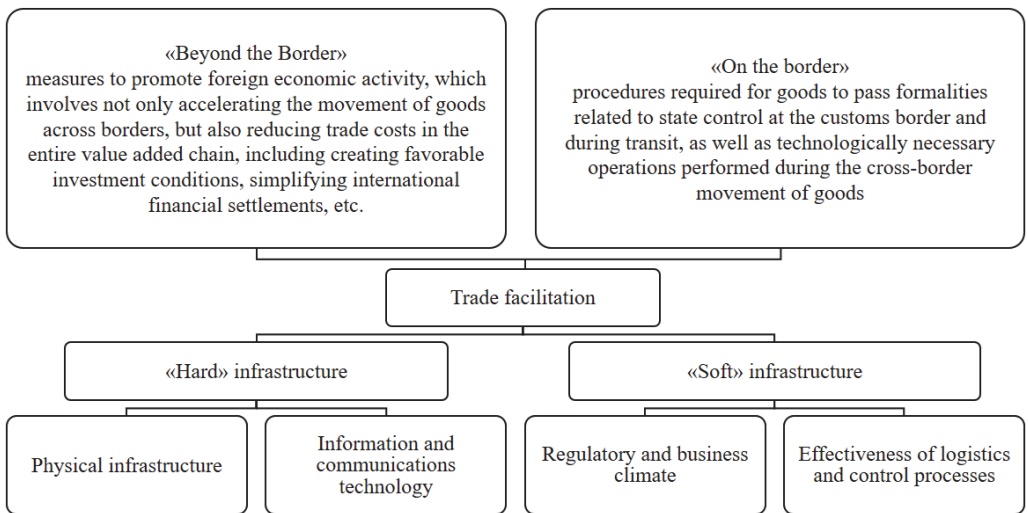 «Beyond the Border»
measures to promote foreign economic activity, which
involves not only accelerating the movement of goods
across borders, but also reducing trade costs in the
entire value added chain, including creating favorable
investment conditions, simplifying international
financial settlements, etc.
«On the border»
procedures required for goods to pass formalities
related to state control at the customs border and
during transit, as well as technologically necessary
operations performed during the cross-border
movement of goods
Trade facilitation
«Hard» infrastructure
«Soft» infrastructure
Physical infrastructure
Information and
communications
technology
Regulatory and business
climate
Effectiveness of logistics
and control processes